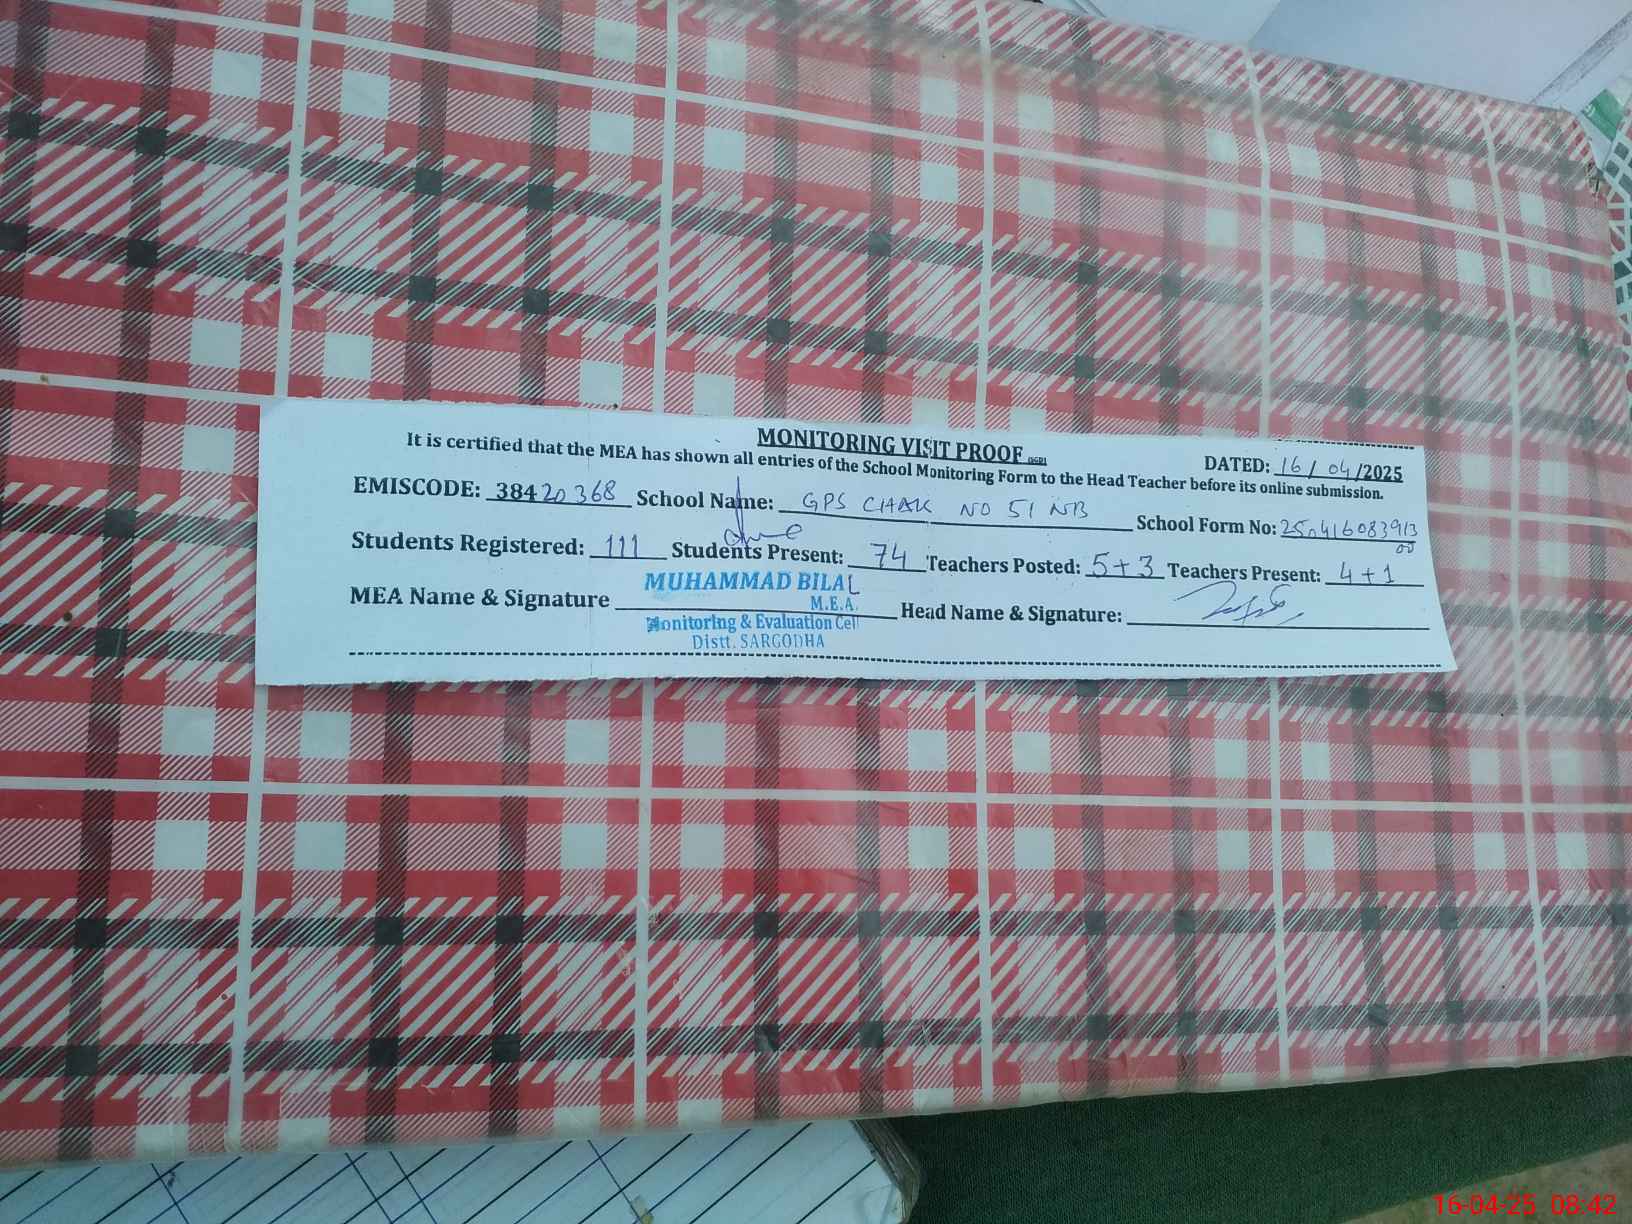 MONITORING VISIT PROOF
DATED: 16/04/2025
It is certified that the MEA has shown all entries of the School Monitoring Form to the Head Teacher before its online submission.
EMISCODE: 38420368 School Name: GPS CHAK NO 51 NB School Form No: 25041608391300
Students Registered: 111 Students Present: 74 Teachers Posted: 5+3 Teachers Present: 4+1
MEA Name & Signature MUHAMMAD BILAL Head Name & Signature:
M.E.A.
Monitoring & Evaluation Cell
Distt. SARGODHA
16-04-25 08:42